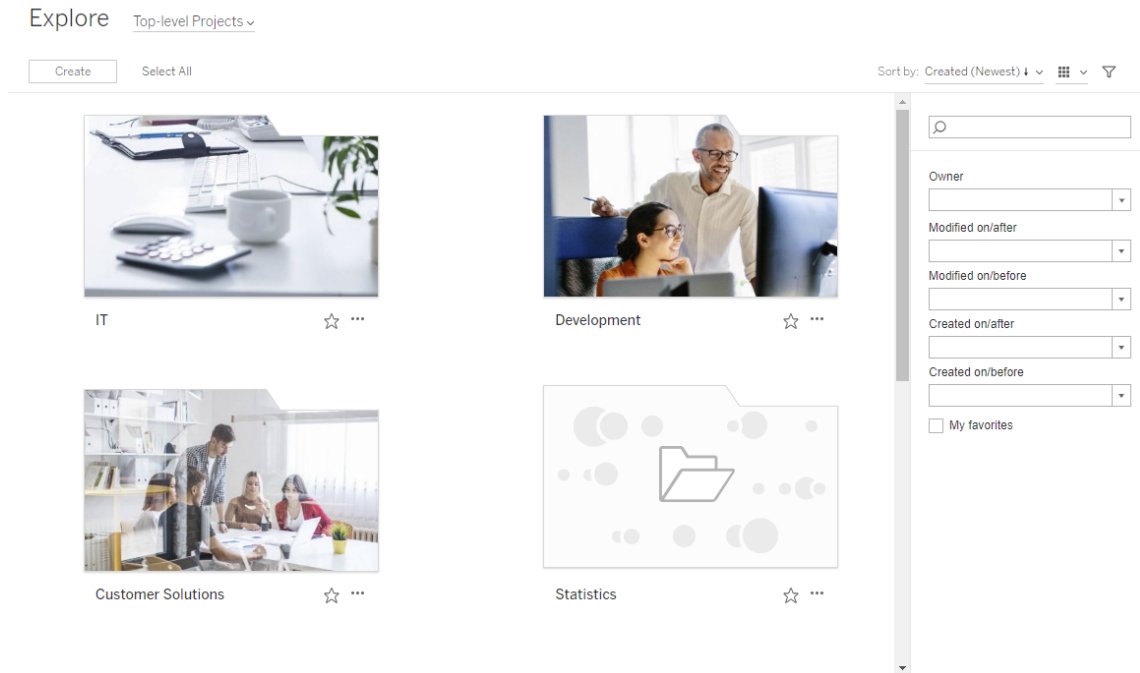 Explore Top-level Projects
Create Select All Sort by: Created (Newest)
Owner
Modified on/after
Modified on/before
Created on/after
Created on/before
My favorites
IT
Development
Customer Solutions
Statistics